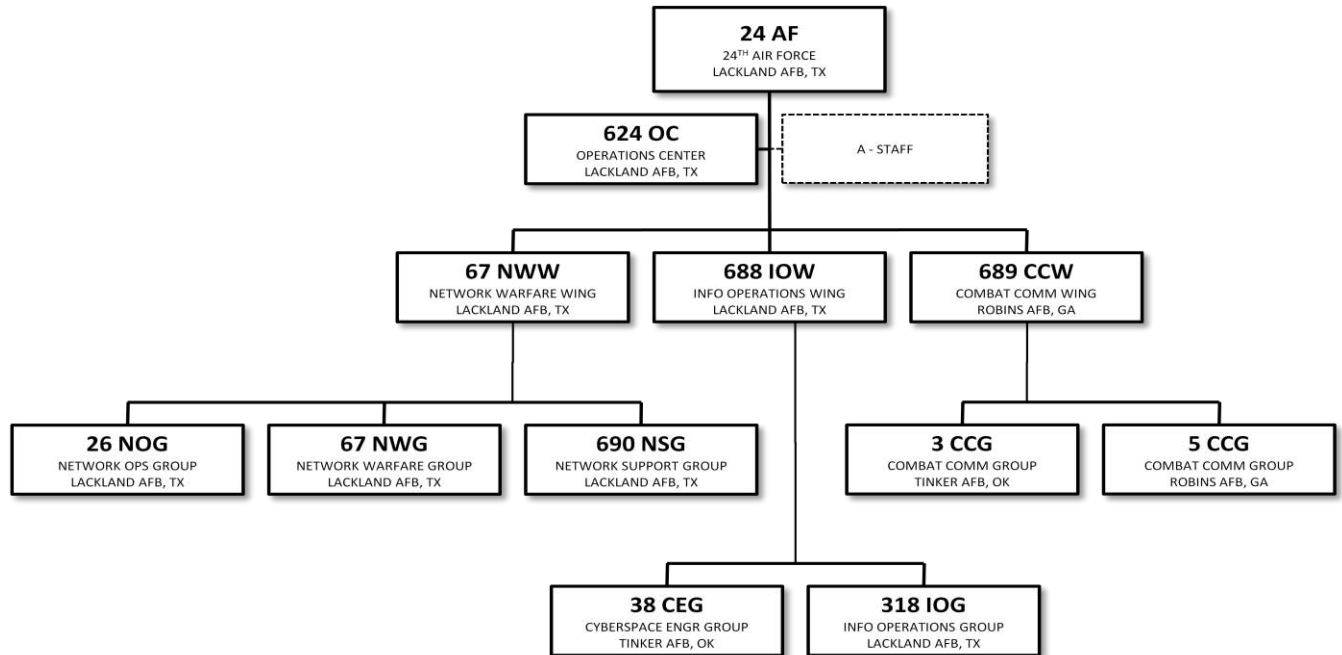 24 AF
24TH AIR FORCE
LACKLAND AFB, TX
624 OC
OPERATIONS CENTER
LACKLAND AFB, TX
A - STAFF
67 NWW
NETWORK WARFARE WING
LACKLAND AFB, TX
688 IOW
INFO OPERATIONS WING
LACKLAND AFB, TX
689 CCW
COMBAT COMM WING
ROBINS AFB, GA
26 NOG
NETWORK OPS GROUP
LACKLAND AFB, TX
67 NWG
NETWORK WARFARE GROUP
LACKLAND AFB, TX
690 NSG
NETWORK SUPPORT GROUP
LACKLAND AFB, TX
3 CCG
COMBAT COMM GROUP
TINKER AFB, OK
5 CCG
COMBAT COMM GROUP
ROBINS AFB, GA
38 CEG
CYBERSPACE ENGR GROUP
TINKER AFB, OK
318 IOG
INFO OPERATIONS GROUP
LACKLAND AFB, TX